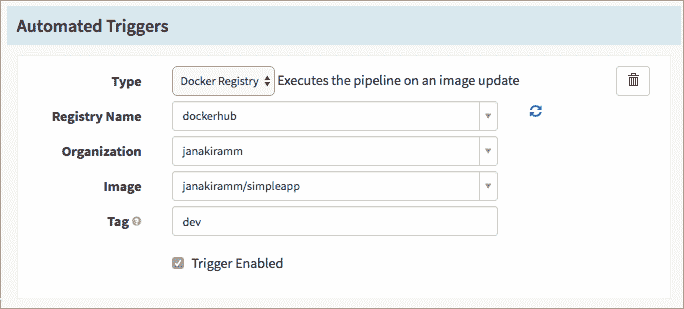 Automated Triggers
Type Docker Registry Executes the pipeline on an image update
Registry Name dockerhub
Organization janakiramm
Image janakiramm/simpleapp
Tag dev
Trigger Enabled